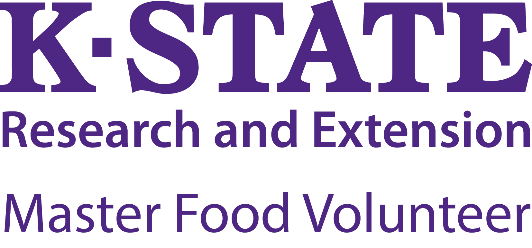 K-STATE
Research and Extension
Master Food Volunteer